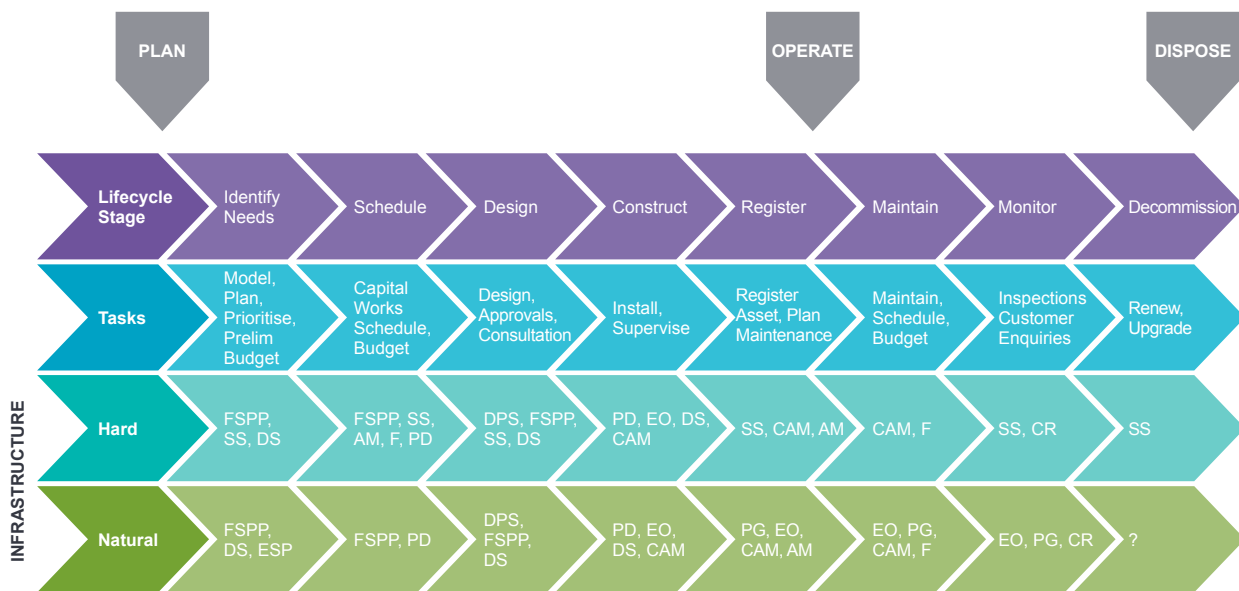 PLAN
OPERATE
DISPOSE
Lifecycle
Stage
Identify
Needs
Schedule
Design
Construct
Register
Maintain
Monitor
Decommission
Tasks
Model,
Plan,
Prioritise,
Prelim
Budget
Capital
Works
Schedule,
Budget
Design,
Approvals,
Consultation
Install,
Supervise
Register
Asset, Plan
Maintenance
Maintain,
Schedule,
Budget
Inspections
Customer
Enquiries
Renew,
Upgrade
INFRASTRUCTURE
Hard
FSPP,
SS, DS
FSPP, SS,
AM, F, PD
DPS, FSPP,
SS, DS
PD, EO, DS,
CAM
SS, CAM, AM
CAM, F
SS, CR
SS
Natural
FSPP,
DS, ESP
FSPP, PD
DPS,
FSPP,
DS
PD, EO,
DS, CAM
PG, EO,
CAM, AM
EO, PG,
CAM, F
EO, PG, CR
?